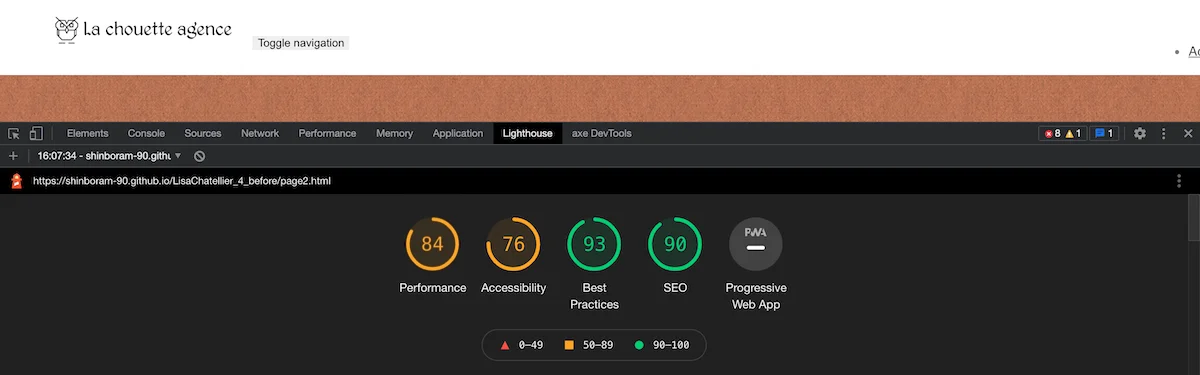 La chouette agence
Toggle navigation
Elements Console Sources Network Performance Memory Application Lighthouse axe DevTools 8 1 1
16:07:34 - shinboram-90.githu
https://shinboram-90.github.io/LisaChatellier_4_before/page2.html
84 76 93 90 PWA
Performance Accessibility Best Practices SEO Progressive Web App
0–49 50–89 90–100